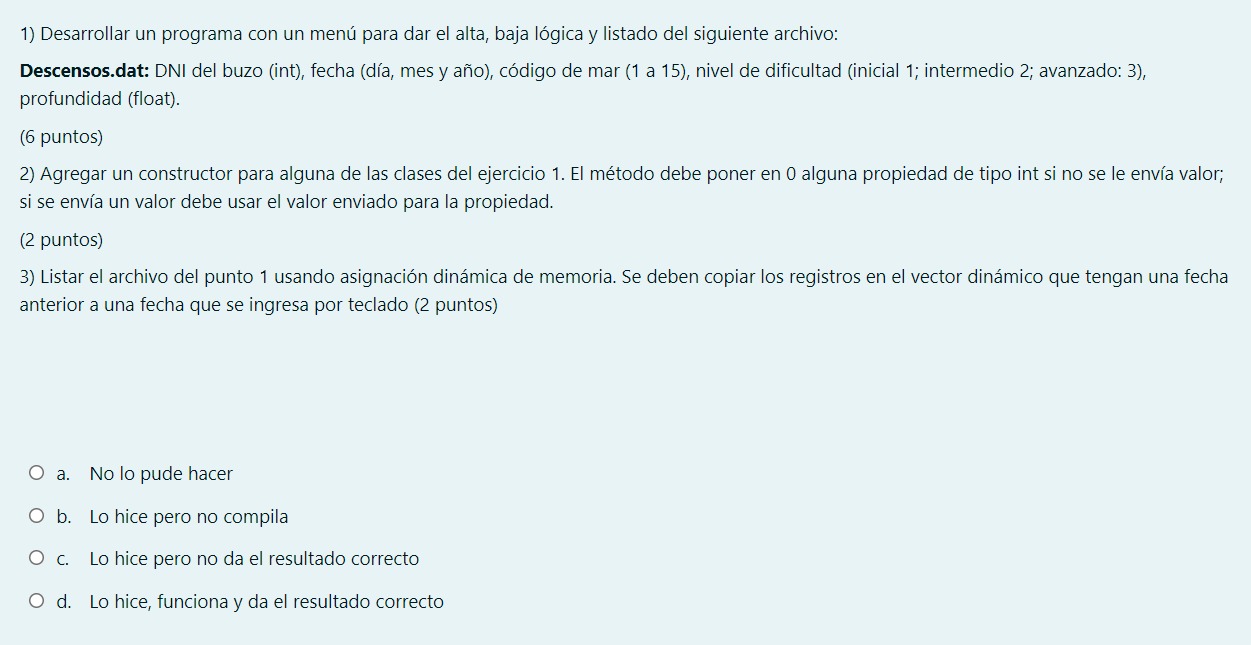 1) Desarrollar un programa con un menú para dar el alta, baja lógica y listado del siguiente archivo:
Descensos.dat: DNI del buzo (int), fecha (día, mes y año), código de mar (1 a 15), nivel de dificultad (inicial 1; intermedio 2; avanzado: 3),
profundidad (float).
(6 puntos)
2) Agregar un constructor para alguna de las clases del ejercicio 1. El método debe poner en 0 alguna propiedad de tipo int si no se le envía valor;
si se envía un valor debe usar el valor enviado para la propiedad.
(2 puntos)
3) Listar el archivo del punto 1 usando asignación dinámica de memoria. Se deben copiar los registros en el vector dinámico que tengan una fecha
anterior a una fecha que se ingresa por teclado (2 puntos)
a. No lo pude hacer
b. Lo hice pero no compila
c. Lo hice pero no da el resultado correcto
d. Lo hice, funciona y da el resultado correcto